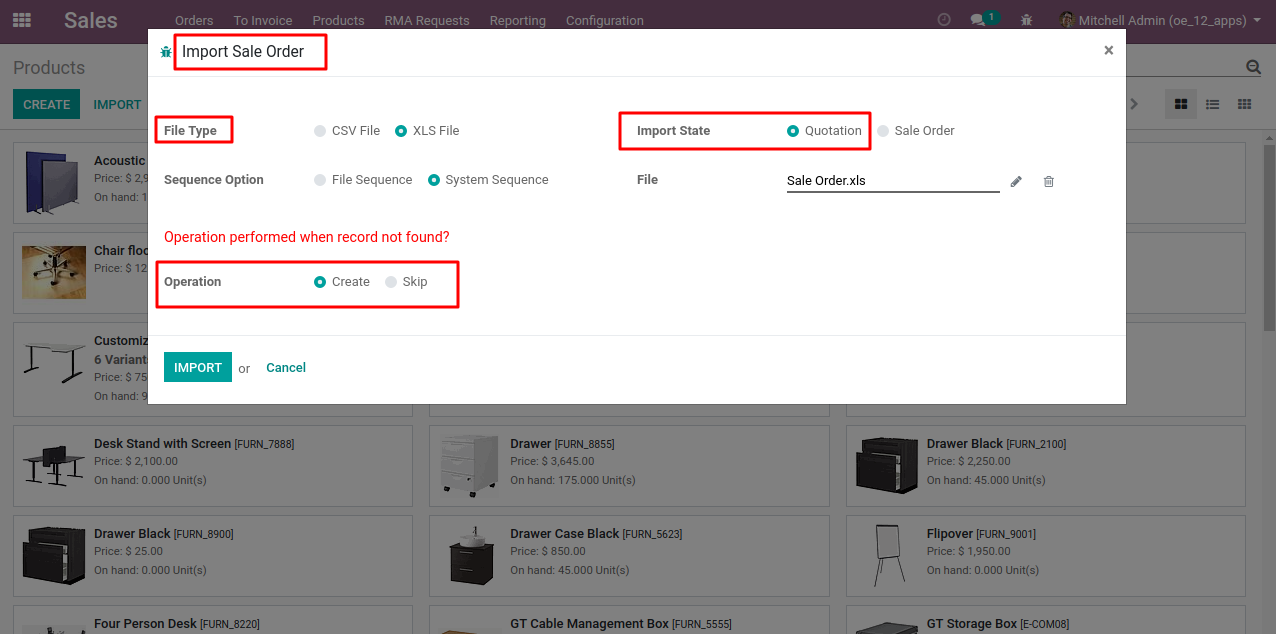 Sales Orders To Invoice Products RMA Requests Reporting Configuration 1 Mitchell Admin (oe_12_apps)
Import Sale Order ×
Products
CREATE IMPORT
File Type CSV File XLS File Import State Quotation Sale Order
Acoustic
Price: $ 2,9
On hand: 1
Sequence Option File Sequence System Sequence File Sale Order.xls
Operation performed when record not found?
Chair floo
Price: $ 12
Operation Create Skip
Customiz
6 Variants
Price: $ 75
On hand: 9
IMPORT or Cancel
Desk Stand with Screen [FURN_7888]
Price: $ 2,100.00
On hand: 0.000 Unit(s)
Drawer [FURN_8855]
Price: $ 3,645.00
On hand: 175.000 Unit(s)
Drawer Black [FURN_2100]
Price: $ 2,250.00
On hand: 45.000 Unit(s)
Drawer Black [FURN_8900]
Price: $ 25.00
On hand: 0.000 Unit(s)
Drawer Case Black [FURN_5623]
Price: $ 850.00
On hand: 45.000 Unit(s)
Flipover [FURN_9001]
Price: $ 1,950.00
On hand: 0.000 Unit(s)
Four Person Desk [FURN_8220]
GT Cable Management Box [FURN_5555]
GT Storage Box [E-COM08]